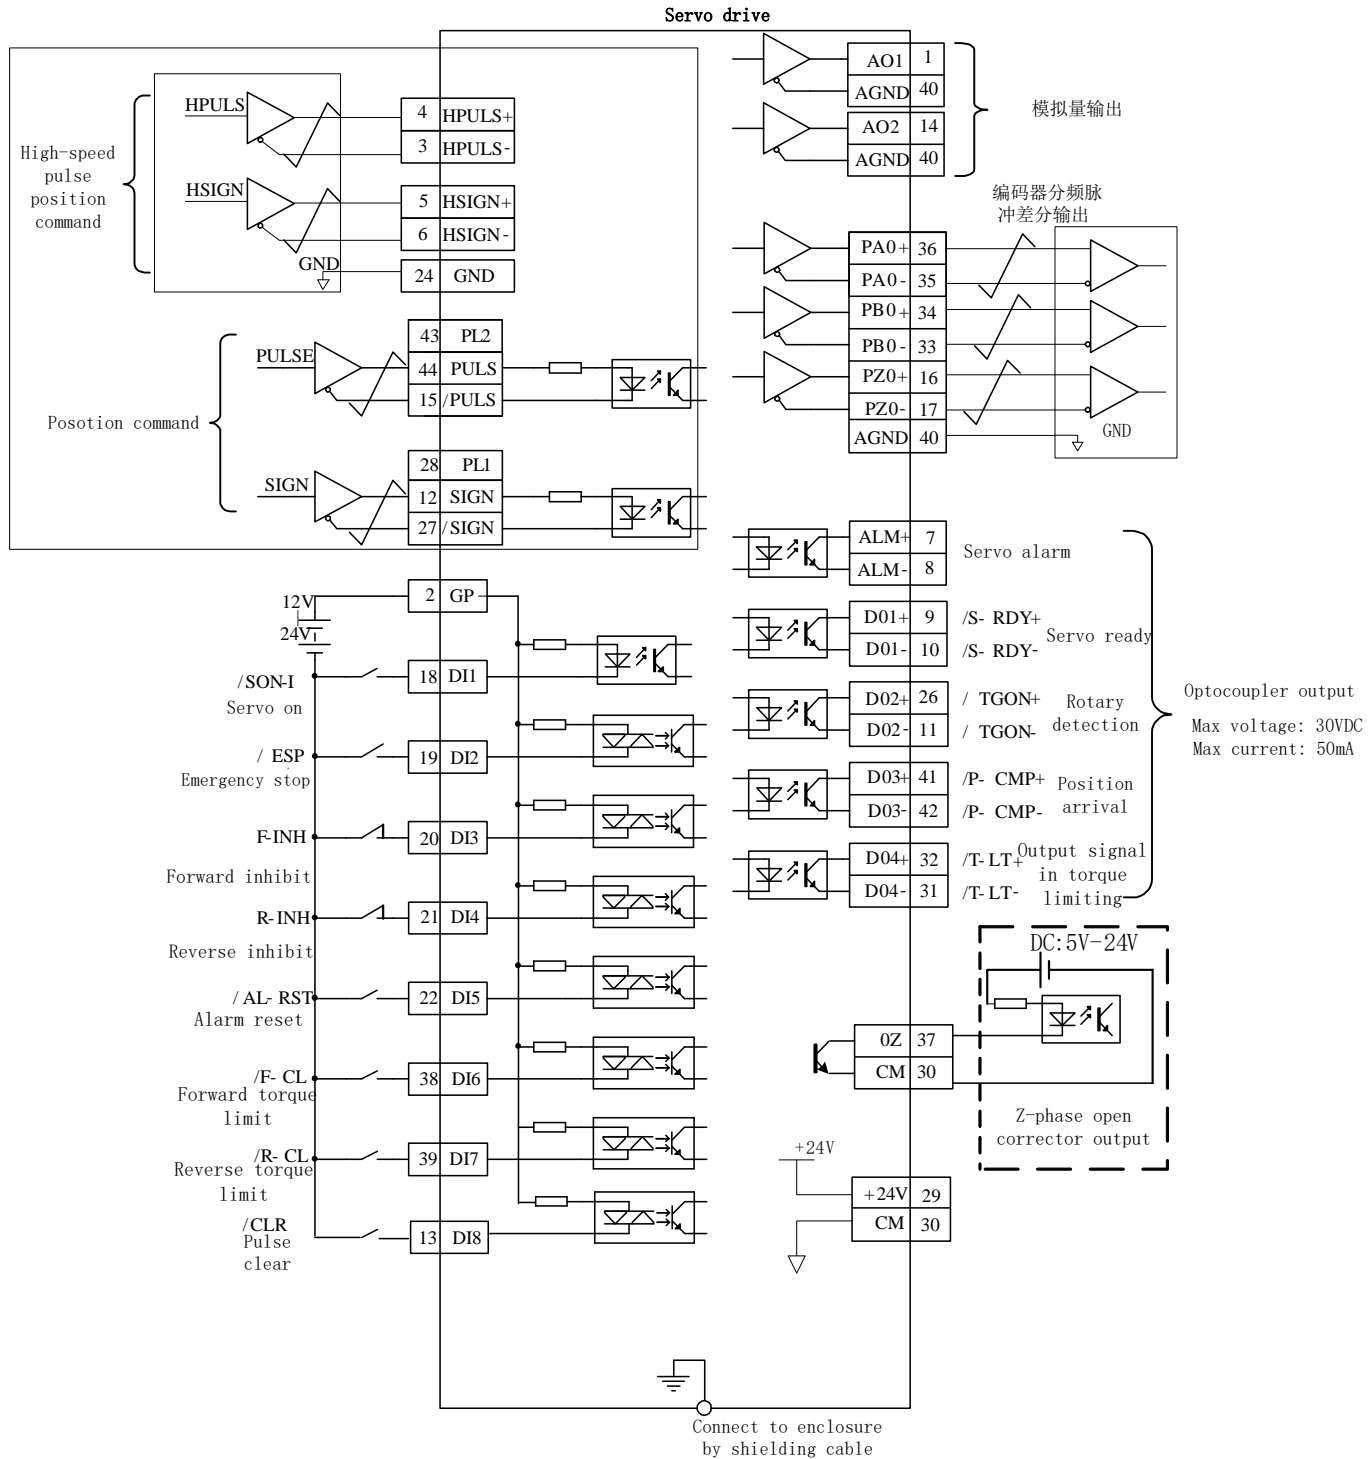 Servo drive
HPULS
4 HPULS+
3 HPULS-
High-speed
pulse
position
command
HSIGN
5 HSIGN+
6 HSIGN-
GND
24 GND
43 PL2
PULSE
44 PULS
15 /PULS
Posotion command
28 PL1
SIGN
12 SIGN
27 /SIGN
2 GP
12V
24V
18 DI1
/SON-I
Servo on
19 DI2
/ ESP
Emergency stop
20 DI3
F-INH
Forward inhibit
21 DI4
R-INH
Reverse inhibit
22 DI5
/ AL- RST
Alarm reset
38 DI6
/F- CL
Forward torque
limit
39 DI7
/R- CL
Reverse torque
limit
13 DI8
/CLR
Pulse
clear
AO1 1
AGND 40
AO2 14
AGND 40
模拟量输出
编码器分频脉
冲差分输出
PA0+ 36
PA0- 35
PB0+ 34
PB0- 33
PZ0+ 16
PZ0- 17
AGND 40
GND
ALM+ 7
ALM- 8
Servo alarm
D01+ 9 /S- RDY+
D01- 10 /S- RDY-
Servo ready
D02+ 26 / TGON+
D02- 11 / TGON-
Rotary
detection
D03+ 41 /P- CMP+
D03- 42 /P- CMP-
Position
arrival
D04+ 32 /T- LT+
D04- 31 /T- LT-
Output signal
in torque
limiting
Optocoupler output
Max voltage: 30VDC
Max current: 50mA
DC:5V-24V
0Z 37
CM 30
Z-phase open
corrector output
+24V
+24V 29
CM 30
Connect to enclosure
by shielding cable